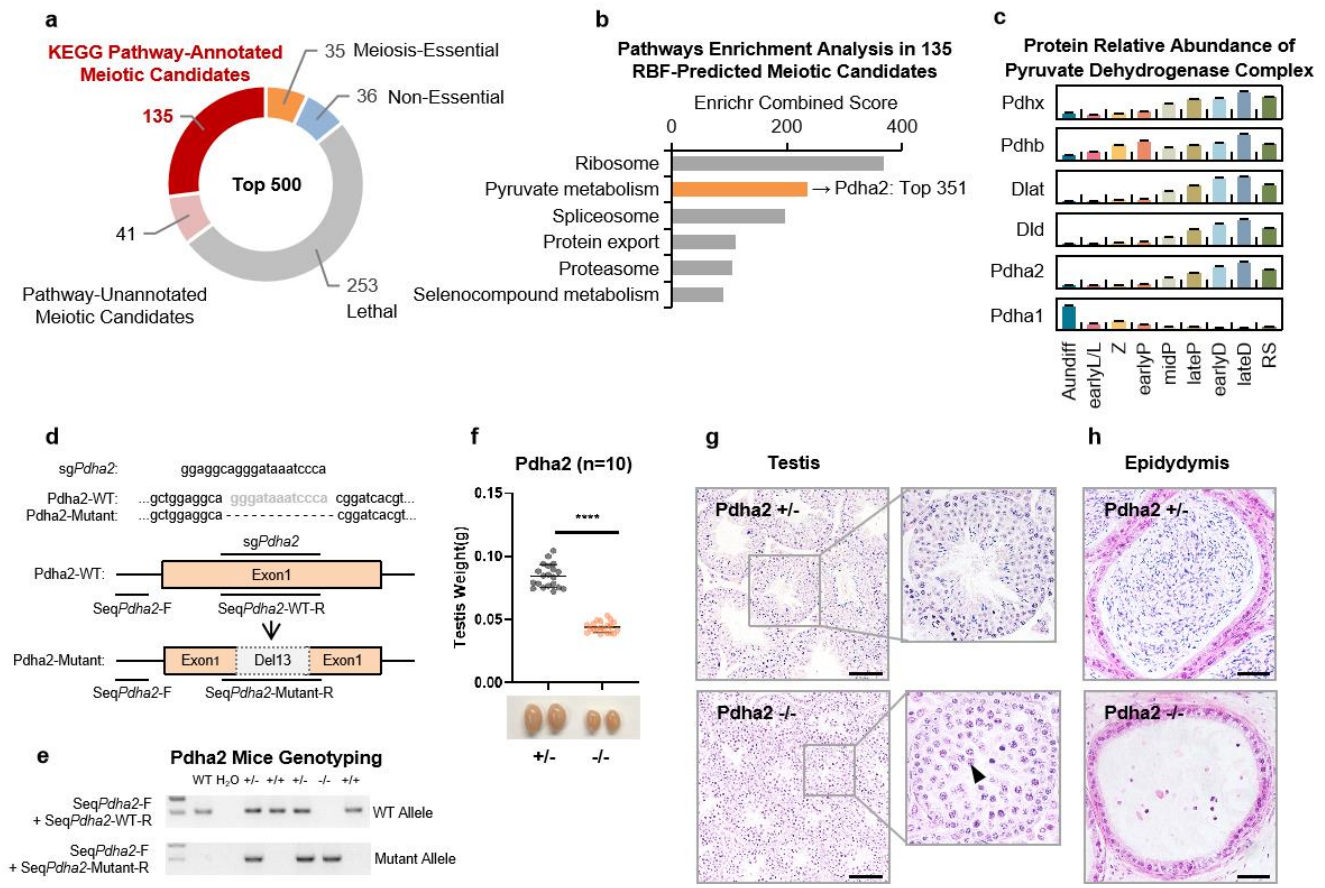 a
KEGG Pathway-Annotated
Meiotic Candidates
135
35 Meiosis-Essential
36 Non-Essential
Top 500
41
253
Lethal
Pathway-Unannotated
Meiotic Candidates
b
Pathways Enrichment Analysis in 135
RBF-Predicted Meiotic Candidates
Enrichr Combined Score
0 200 400
Ribosome
Pyruvate metabolism → Pdha2: Top 351
Spliceosome
Protein export
Proteasome
Selenocompound metabolism
c
Protein Relative Abundance of
Pyruvate Dehydrogenase Complex
Pdhx
Pdhb
Dlat
Dld
Pdha2
Pdha1
Aundiff
earlyL/L
Z
earlyP
midP
lateP
earlyD
lateD
RS
d
sgPdha2: ggaggcagggataaatccca
Pdha2-WT: ...gctggaggca gggataaatccca cggatcacgt...
Pdha2-Mutant: ...gctggaggca - - - - - - - - - - - - - cggatcacgt...
sgPdha2
Pdha2-WT: Exon1
SeqPdha2-F SeqPdha2-WT-R
Pdha2-Mutant: Exon1 Del13 Exon1
SeqPdha2-F SeqPdha2-Mutant-R
e
Pdha2 Mice Genotyping
WT H₂O +/- +/+ +/- -/- +/+
SeqPdha2-F
+ SeqPdha2-WT-R
WT Allele
SeqPdha2-F
+ SeqPdha2-Mutant-R
Mutant Allele
f
Pdha2 (n=10)
Testis Weight(g)
0.15
0.10
0.05
0.00
****
+/- -/-
g
Testis
Pdha2 +/-
Pdha2 -/-
h
Epidydymis
Pdha2 +/-
Pdha2 -/-